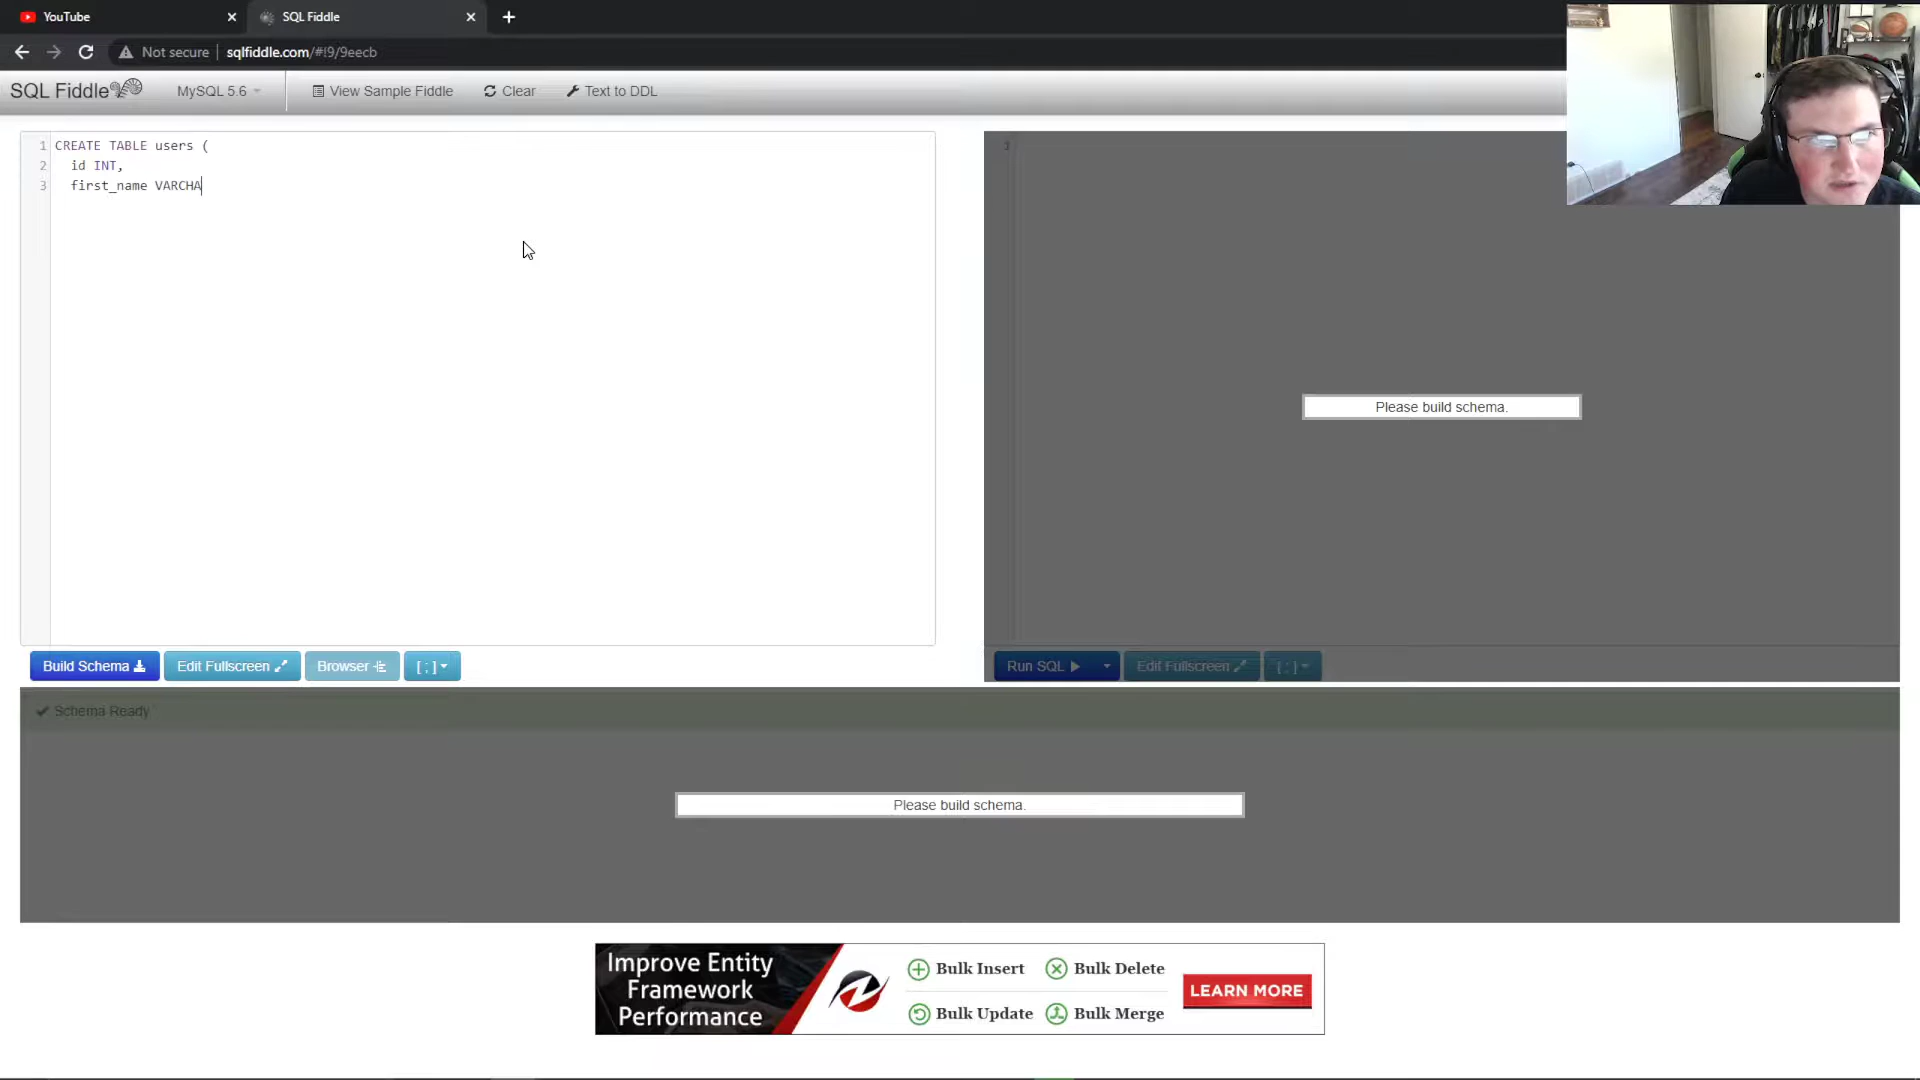 YouTube
SQL Fiddle
Not secure
sqlfiddle.com/#!9/9eecb
SQL Fiddle
MySQL 5.6
View Sample Fiddle
Clear
Text to DDL
1 CREATE TABLE users (
2 id INT,
3 first_name VARCHA
1
Please build schema.
Build Schema
Edit Fullscreen
Browser
[ ; ]
Run SQL
Edit Fullscreen
[ ; ]
Schema Ready
Please build schema.
Improve Entity
Framework
Performance
Bulk Insert
Bulk Delete
Bulk Update
Bulk Merge
LEARN MORE